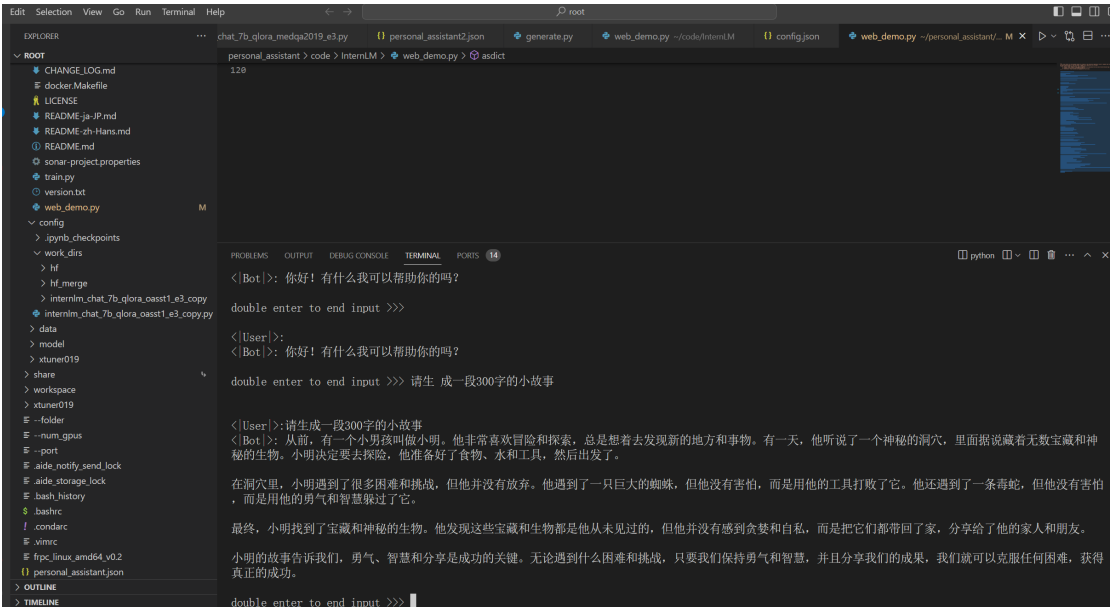 Edit Selection View Go Run Terminal Help
root
EXPLORER
chat_7b_qlora_medqa2019_e3.py
personal_assistant2.json
generate.py
web_demo.py ~/code/InternLM
config.json
web_demo.py ~/personal_assistant/... M
ROOT
personal_assistant > code > InternLM > web_demo.py > asdict
CHANGE_LOG.md
120
docker.Makefile
LICENSE
README-ja-JP.md
README-zh-Hans.md
README.md
sonar-project.properties
train.py
version.txt
web_demo.py M
config
.ipynb_checkpoints
work_dirs
hf
hf_merge
internlm_chat_7b_qlora_oasst1_e3_copy
internlm_chat_7b_qlora_oasst1_e3_copy.py
data
model
xtuner019
share
workspace
xtuner019
--folder
--num_gpus
--port
.aide_notify_send_lock
.aide_storage_lock
.bash_history
.bashrc
.condarc
.vimrc
frpc_linux_amd64_v0.2
personal_assistant.json
OUTLINE
TIMELINE
PROBLEMS OUTPUT DEBUG CONSOLE TERMINAL PORTS 14
python
<|Bot|>: 你好！有什么我可以帮助你的吗？
double enter to end input >>>
<|User|>:
<|Bot|>: 你好！有什么我可以帮助你的吗？
double enter to end input >>> 请生 成一段300字的小故事
<|User|>:请生成一段300字的小故事
<|Bot|>: 从前，有一个小男孩叫做小明。他非常喜欢冒险和探索，总是想着去发现新的地方和事物。有一天，他听说了一个神秘的洞穴，里面据说藏着无数宝藏和神
秘的生物。小明决定要去探险，他准备好了食物、水和工具，然后出发了。
在洞穴里，小明遇到了很多困难和挑战，但他并没有放弃。他遇到了一只巨大的蜘蛛，但他没有害怕，而是用他的工具打败了它。他还遇到了一条毒蛇，但他没有害怕
，而是用他的勇气和智慧躲过了它。
最终，小明找到了宝藏和神秘的生物。他发现这些宝藏和生物都是他从未见过的，但他并没有感到贪婪和自私，而是把它们都带回了家，分享给了他的家人和朋友。
小明的故事告诉我们，勇气、智慧和分享是成功的关键。无论遇到什么困难和挑战，只要我们保持勇气和智慧，并且分享我们的成果，我们就可以克服任何困难，获得
真正的成功。
double enter to end input >>>